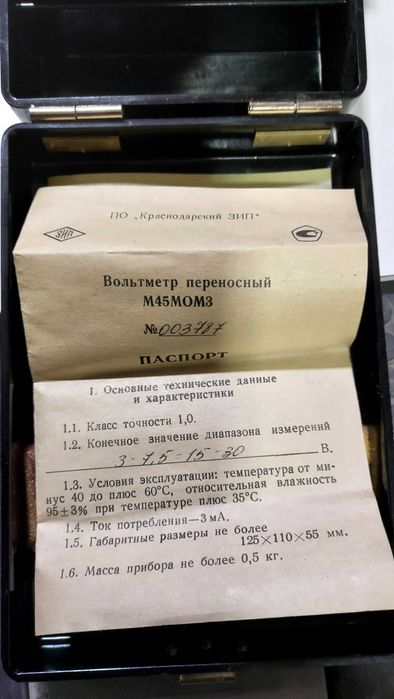 ПО „Краснодарский ЗИП"
ЗИП
Вольтметр переносный
М45МОМ3
№ 003787
ПАСПОРТ
1. Основные технические данные
и характеристики
1.1. Класс точности 1,0.
1.2. Конечное значение диапазона измерений
3-7,5-15-30 В.
1.3. Условия эксплуатации: температура от ми-
нус 40 до плюс 60°С, относительная влажность
95±3% при температуре плюс 35°С.
1.4. Ток потребления—3 мА.
1.5. Габаритные размеры не более
125×110×55 мм.
1.6. Масса прибора не более 0,5 кг.